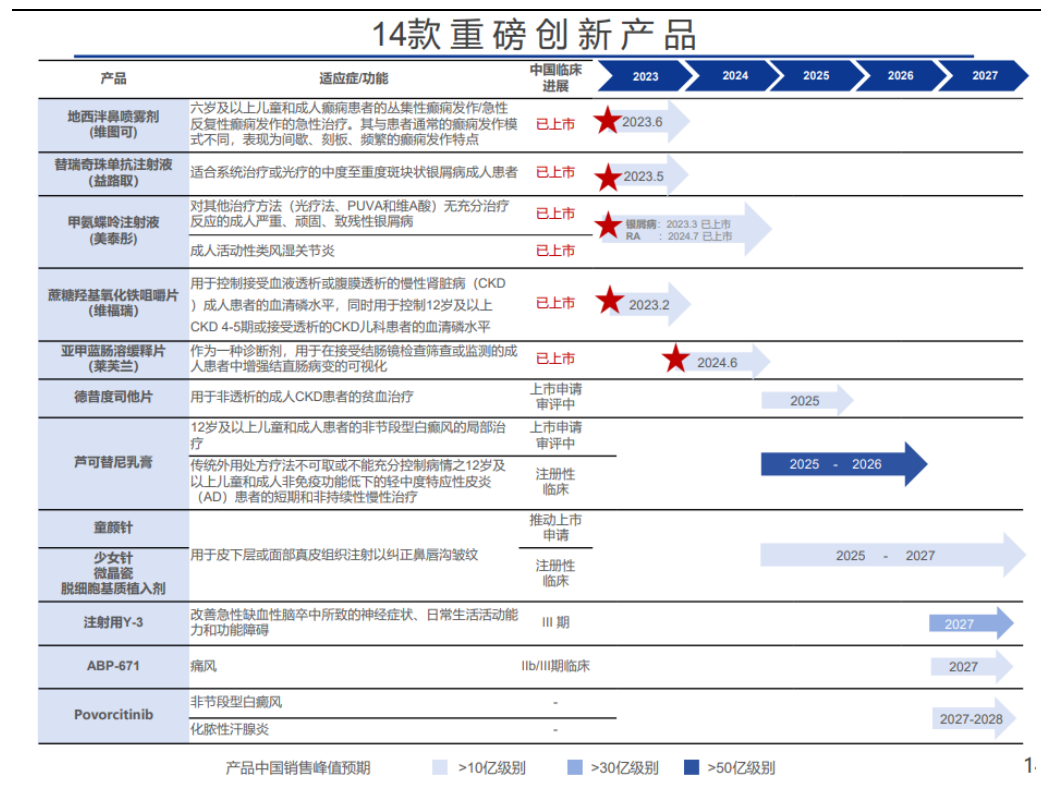 14款重磅创新产品
产品
适应症/功能
中国临床
进展
2023
2024
2025
2026
2027
地西泮鼻喷雾剂
(维图可)
六岁及以上儿童和成人癫痫患者的丛集性癫痫发作/急性
反复性癫痫发作的急性治疗。其与患者通常的癫痫发作模
式不同，表现为间歇、刻板、频繁的癫痫发作特点
已上市
2023.6
替瑞奇珠单抗注射液
(益路取)
适合系统治疗或光疗的中度至重度斑块状银屑病成人患者
已上市
2023.5
甲氨蝶呤注射液
(美泰彤)
对其他治疗方法（光疗法、PUVA和维A酸）无充分治疗
反应的成人严重、顽固、致残性银屑病
已上市
成人活动性类风湿关节炎
已上市
银屑病: 2023.3 已上市
RA : 2024.7 已上市
蔗糖羟基氧化铁咀嚼片
(维福瑞)
用于控制接受血液透析或腹膜透析的慢性肾脏病（CKD
）成人患者的血清磷水平，同时用于控制12岁及以上
CKD 4-5期或接受透析的CKD儿科患者的血清磷水平
已上市
2023.2
亚甲蓝肠溶缓释片
(莱芙兰)
作为一种诊断剂，用于在接受结肠镜检查筛查或监测的成
人患者中增强结直肠病变的可视化
已上市
2024.6
德昔度司他片
用于非透析的成人CKD患者的贫血治疗
上市申请
审评中
2025
芦可替尼乳膏
12岁及以上儿童和成人患者的非节段型白癜风的局部治
疗
上市申请
审评中
传统外用处方疗法不可取或不能充分控制病情之12岁及
以上儿童和成人非免疫功能低下的轻中度特应性皮炎
（AD）患者的短期和非持续性慢性治疗
注册性
临床
2025 - 2026
童颜针
推动上市
申请
少女针
微晶瓷
脱细胞基质植入剂
用于皮下层或面部真皮组织注射以纠正鼻唇沟皱纹
注册性
临床
2025 - 2027
注射用Y-3
改善急性缺血性脑卒中所致的神经症状、日常生活活动能
力和功能障碍
III 期
2027
ABP-671
痛风
IIb/III期临床
2027
Povorcitinib
非节段型白癜风
-
化脓性汗腺炎
-
2027-2028
产品中国销售峰值预期
>10亿级别
>30亿级别
>50亿级别